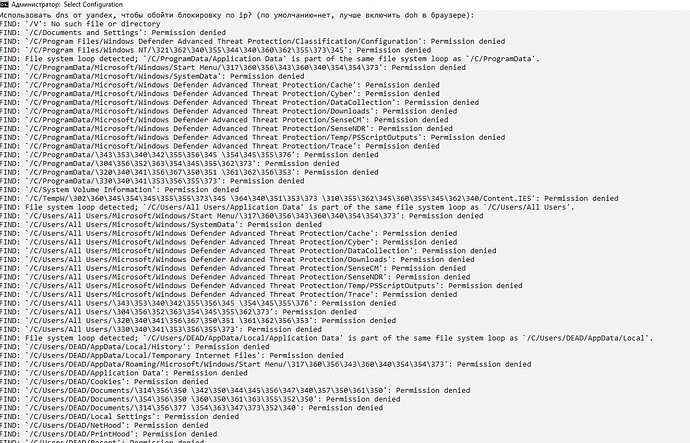 Администратор: Select Configuration
Использовать dns от yandex, чтобы обойти блокировку по ip? (по умолчанию=нет, лучше включить doh в браузере):
FIND: `/V': No such file or directory
FIND: `/C/Documents and Settings': Permission denied
FIND: `/C/Program Files/Windows Defender Advanced Threat Protection/Classification/Configuration': Permission denied
FIND: `/C/Program Files/Windows NT/\321\362\340\355\344\340\360\362\355\373\345': Permission denied
FIND: File system loop detected; `/C/ProgramData/Application Data' is part of the same file system loop as `/C/ProgramData'.
FIND: `/C/ProgramData/Microsoft/Windows/Start Menu/\317\360\356\343\360\340\354\354\373': Permission denied
FIND: `/C/ProgramData/Microsoft/Windows/SystemData': Permission denied
FIND: `/C/ProgramData/Microsoft/Windows Defender Advanced Threat Protection/Cache': Permission denied
FIND: `/C/ProgramData/Microsoft/Windows Defender Advanced Threat Protection/Cyber': Permission denied
FIND: `/C/ProgramData/Microsoft/Windows Defender Advanced Threat Protection/DataCollection': Permission denied
FIND: `/C/ProgramData/Microsoft/Windows Defender Advanced Threat Protection/Downloads': Permission denied
FIND: `/C/ProgramData/Microsoft/Windows Defender Advanced Threat Protection/SenseCM': Permission denied
FIND: `/C/ProgramData/Microsoft/Windows Defender Advanced Threat Protection/SenseNDR': Permission denied
FIND: `/C/ProgramData/Microsoft/Windows Defender Advanced Threat Protection/Temp/PSScriptOutputs': Permission denied
FIND: `/C/ProgramData/Microsoft/Windows Defender Advanced Threat Protection/Trace': Permission denied
FIND: `/C/ProgramData/\343\353\340\342\355\356\345 \354\345\355\376': Permission denied
FIND: `/C/ProgramData/\304\356\352\363\354\345\355\362\373': Permission denied
FIND: `/C/ProgramData/\320\340\341\356\367\350\351 \361\362\356\353': Permission denied
FIND: `/C/ProgramData/\330\340\341\353\356\355\373': Permission denied
FIND: `/C/System Volume Information': Permission denied
FIND: `/C/TempW/\302\360\345\354\345\355\355\373\345 \364\340\351\353\373 \310\355\362\345\360\355\345\362\340/Content.IE5': Permission denied
FIND: File system loop detected; `/C/Users/All Users/Application Data' is part of the same file system loop as `/C/Users/All Users'.
FIND: `/C/Users/All Users/Microsoft/Windows/Start Menu/\317\360\356\343\360\340\354\354\373': Permission denied
FIND: `/C/Users/All Users/Microsoft/Windows/SystemData': Permission denied
FIND: `/C/Users/All Users/Microsoft/Windows Defender Advanced Threat Protection/Cache': Permission denied
FIND: `/C/Users/All Users/Microsoft/Windows Defender Advanced Threat Protection/Cyber': Permission denied
FIND: `/C/Users/All Users/Microsoft/Windows Defender Advanced Threat Protection/DataCollection': Permission denied
FIND: `/C/Users/All Users/Microsoft/Windows Defender Advanced Threat Protection/Downloads': Permission denied
FIND: `/C/Users/All Users/Microsoft/Windows Defender Advanced Threat Protection/SenseCM': Permission denied
FIND: `/C/Users/All Users/Microsoft/Windows Defender Advanced Threat Protection/SenseNDR': Permission denied
FIND: `/C/Users/All Users/Microsoft/Windows Defender Advanced Threat Protection/Temp/PSScriptOutputs': Permission denied
FIND: `/C/Users/All Users/Microsoft/Windows Defender Advanced Threat Protection/Trace': Permission denied
FIND: `/C/Users/All Users/\343\353\340\342\355\356\345 \354\345\355\376': Permission denied
FIND: `/C/Users/All Users/\304\356\352\363\354\345\355\362\373': Permission denied
FIND: `/C/Users/All Users/\320\340\341\356\367\350\351 \361\362\356\353': Permission denied
FIND: `/C/Users/All Users/\330\340\341\353\356\355\373': Permission denied
FIND: File system loop detected; `/C/Users/DEAD/AppData/Local/Application Data' is part of the same file system loop as `/C/Users/DEAD/AppData/Local'.
FIND: `/C/Users/DEAD/AppData/Local/History': Permission denied
FIND: `/C/Users/DEAD/AppData/Local/Temporary Internet Files': Permission denied
FIND: `/C/Users/DEAD/AppData/Roaming/Microsoft/Windows/Start Menu/\317\360\356\343\360\340\354\354\373': Permission denied
FIND: `/C/Users/DEAD/Application Data': Permission denied
FIND: `/C/Users/DEAD/Cookies': Permission denied
FIND: `/C/Users/DEAD/Documents/\314\356\350 \342\350\344\345\356\347\340\357\350\361\350': Permission denied
FIND: `/C/Users/DEAD/Documents/\354\356\350 \360\350\361\363\355\352\350': Permission denied
FIND: `/C/Users/DEAD/Documents/\314\356\377 \354\363\347\373\352\340': Permission denied
FIND: `/C/Users/DEAD/Local Settings': Permission denied
FIND: `/C/Users/DEAD/NetHood': Permission denied
FIND: `/C/Users/DEAD/PrintHood': Permission denied
FIND: `/C/Users/DEAD/Recent': Permission denied